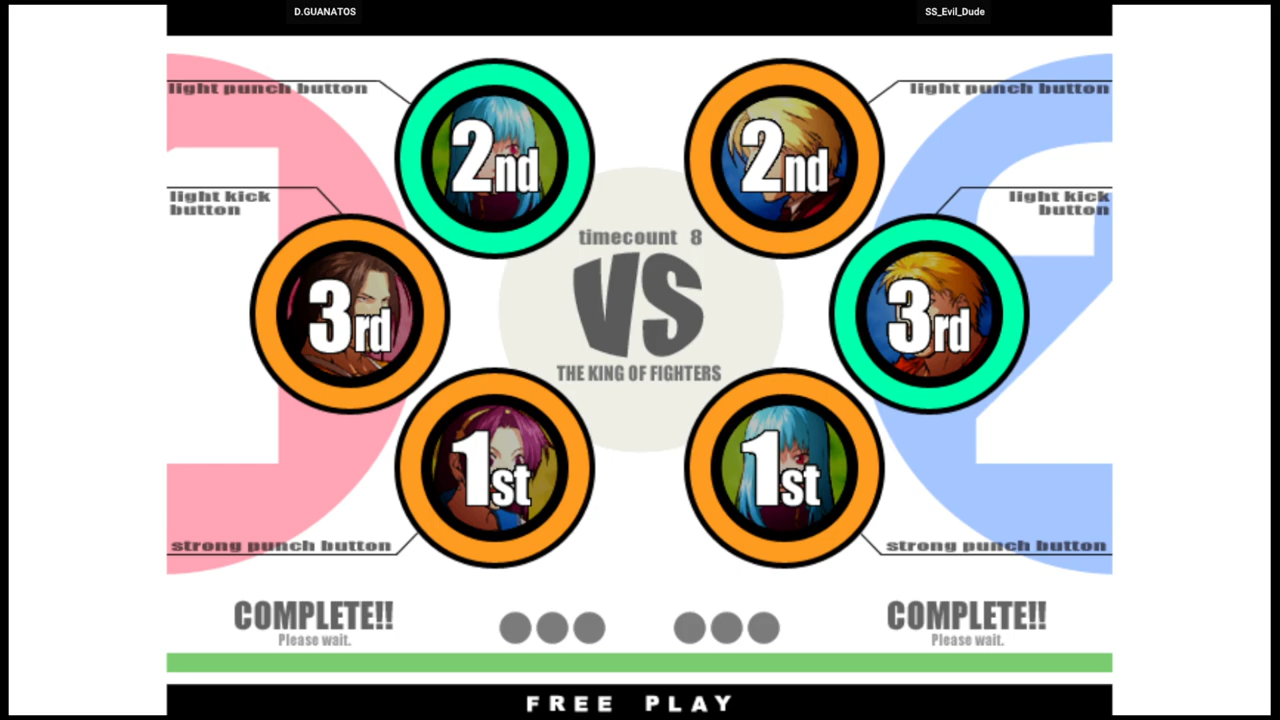 D.GUANATOS
SS_Evil_Dude
light punch button
light punch button
2nd
2nd
light kick
button
light kick
button
timecount 8
VS
THE KING OF FIGHTERS
3rd
3rd
1st
1st
strong punch button
strong punch button
COMPLETE!!
Please wait.
COMPLETE!!
Please wait.
FREE PLAY